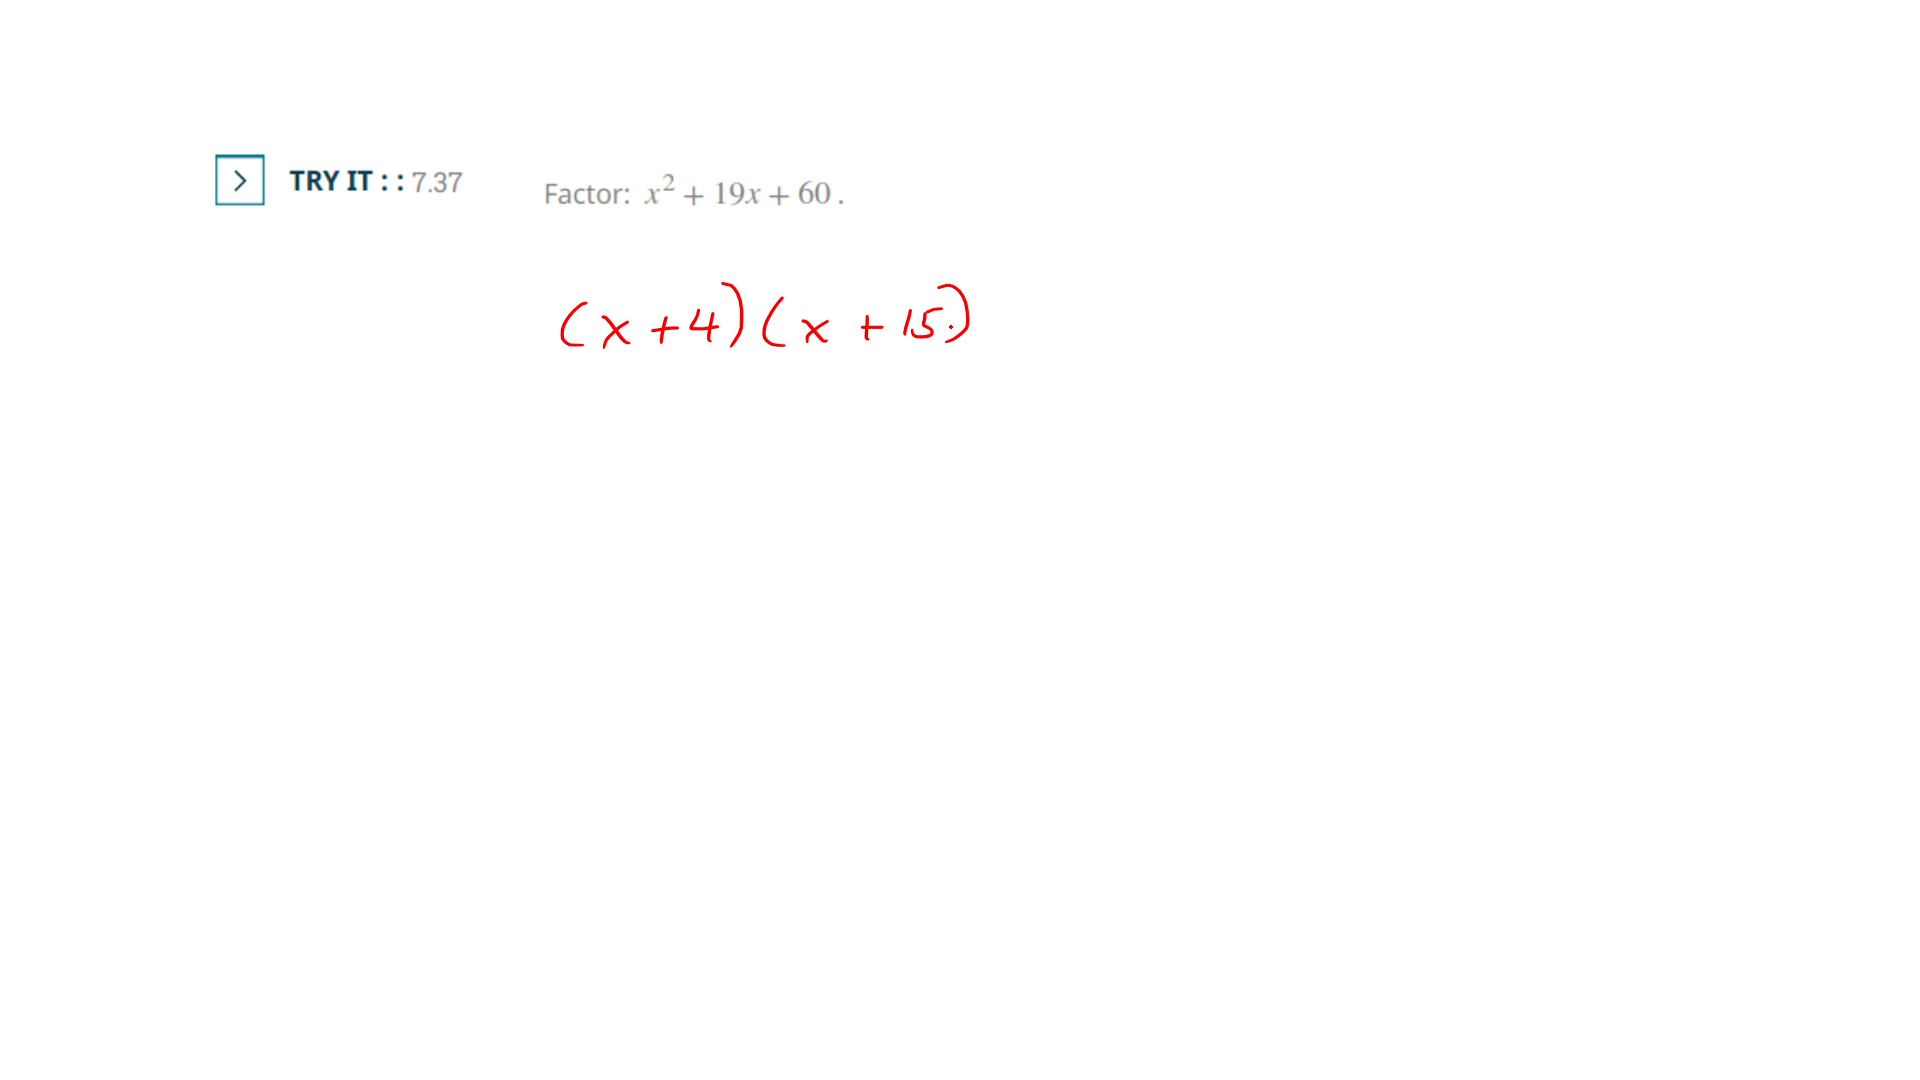 > TRY IT : : 7.37 Factor: x² + 19x + 60 .
(x + 4) (x + 15)